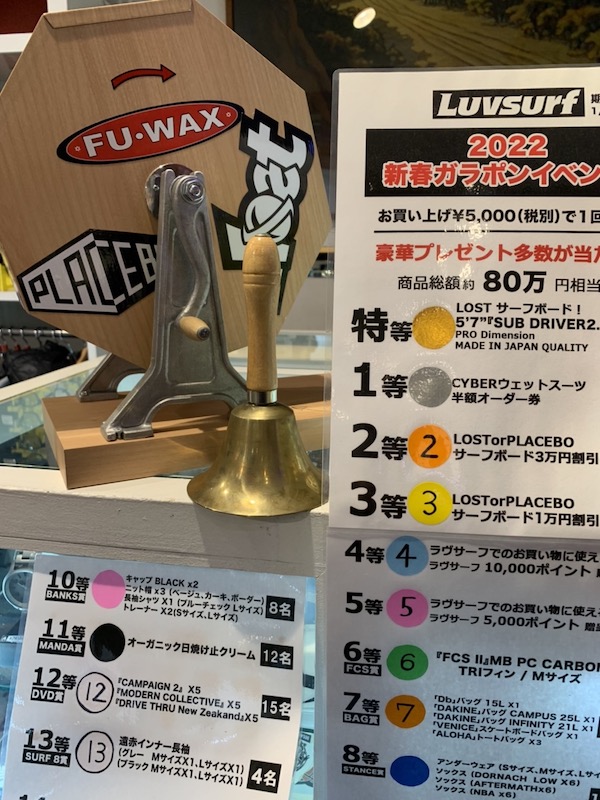 FU・WAX
Lost
PLACEB
Luvsurf
2022
新春ガラポンイベン
お買い上げ¥5,000(税別)で1回
豪華プレゼント多数が当た
商品総額約 80万 円相当
特等
LOST サーフボード！
5'7"『SUB DRIVER2.
PRO Dimension
MADE IN JAPAN QUALITY
1等
CYBERウェットスーツ
半額オーダー券
2等 2
LOSTorPLACEBO
サーフボード3万円割引
3等 3
LOSTorPLACEBO
サーフボード1万円割引
4等 4
ラヴサーフでのお買い物に使え
ラヴサーフ 10,000ポイント
5等 5
ラヴサーフでのお買い物に使え
ラヴサーフ 5,000ポイント
6等 6
FCS賞
『FCS II』MB PC CARBON
TRIフィン / Mサイズ
7等 7
BAG賞
『Db』バッグ 15L X1
『DAKINE』バッグ CAMPUS 25L X1
『DAKINE』バッグ INFINITY 21L X1
『VENICE』スケートボードバッグ X1
『ALOHA』トートバッグ X3
8等
STANCE賞
アンダーウェア (Sサイズ,Mサイズ,Lサイ
ソックス (DORNACH LOW X6)
ソックス (AFTERMATHx6)
ソックス (NBA x6)
10等
BANKS賞
キャップ BLACK x2
ニット帽 x3 (ベージュ、カーキ、ボーダー)
長袖シャツ X1 (ブルーチェック Lサイズ)
トレーナー X2(Sサイズ、Lサイズ)
8名
11等
MANDA賞
オーガニック日焼け止クリーム
12名
12等 12
DVD賞
『CAMPAIGN 2』 X5
『MODERN COLLECTIVE』 X5
『DRIVE THRU New Zeakand』X5
15名
13等 13
SURF 8賞
遠赤インナー長袖
(グレー MサイズX1、LサイズX1)
(ブラック MサイズX1、LサイズX1)
4名